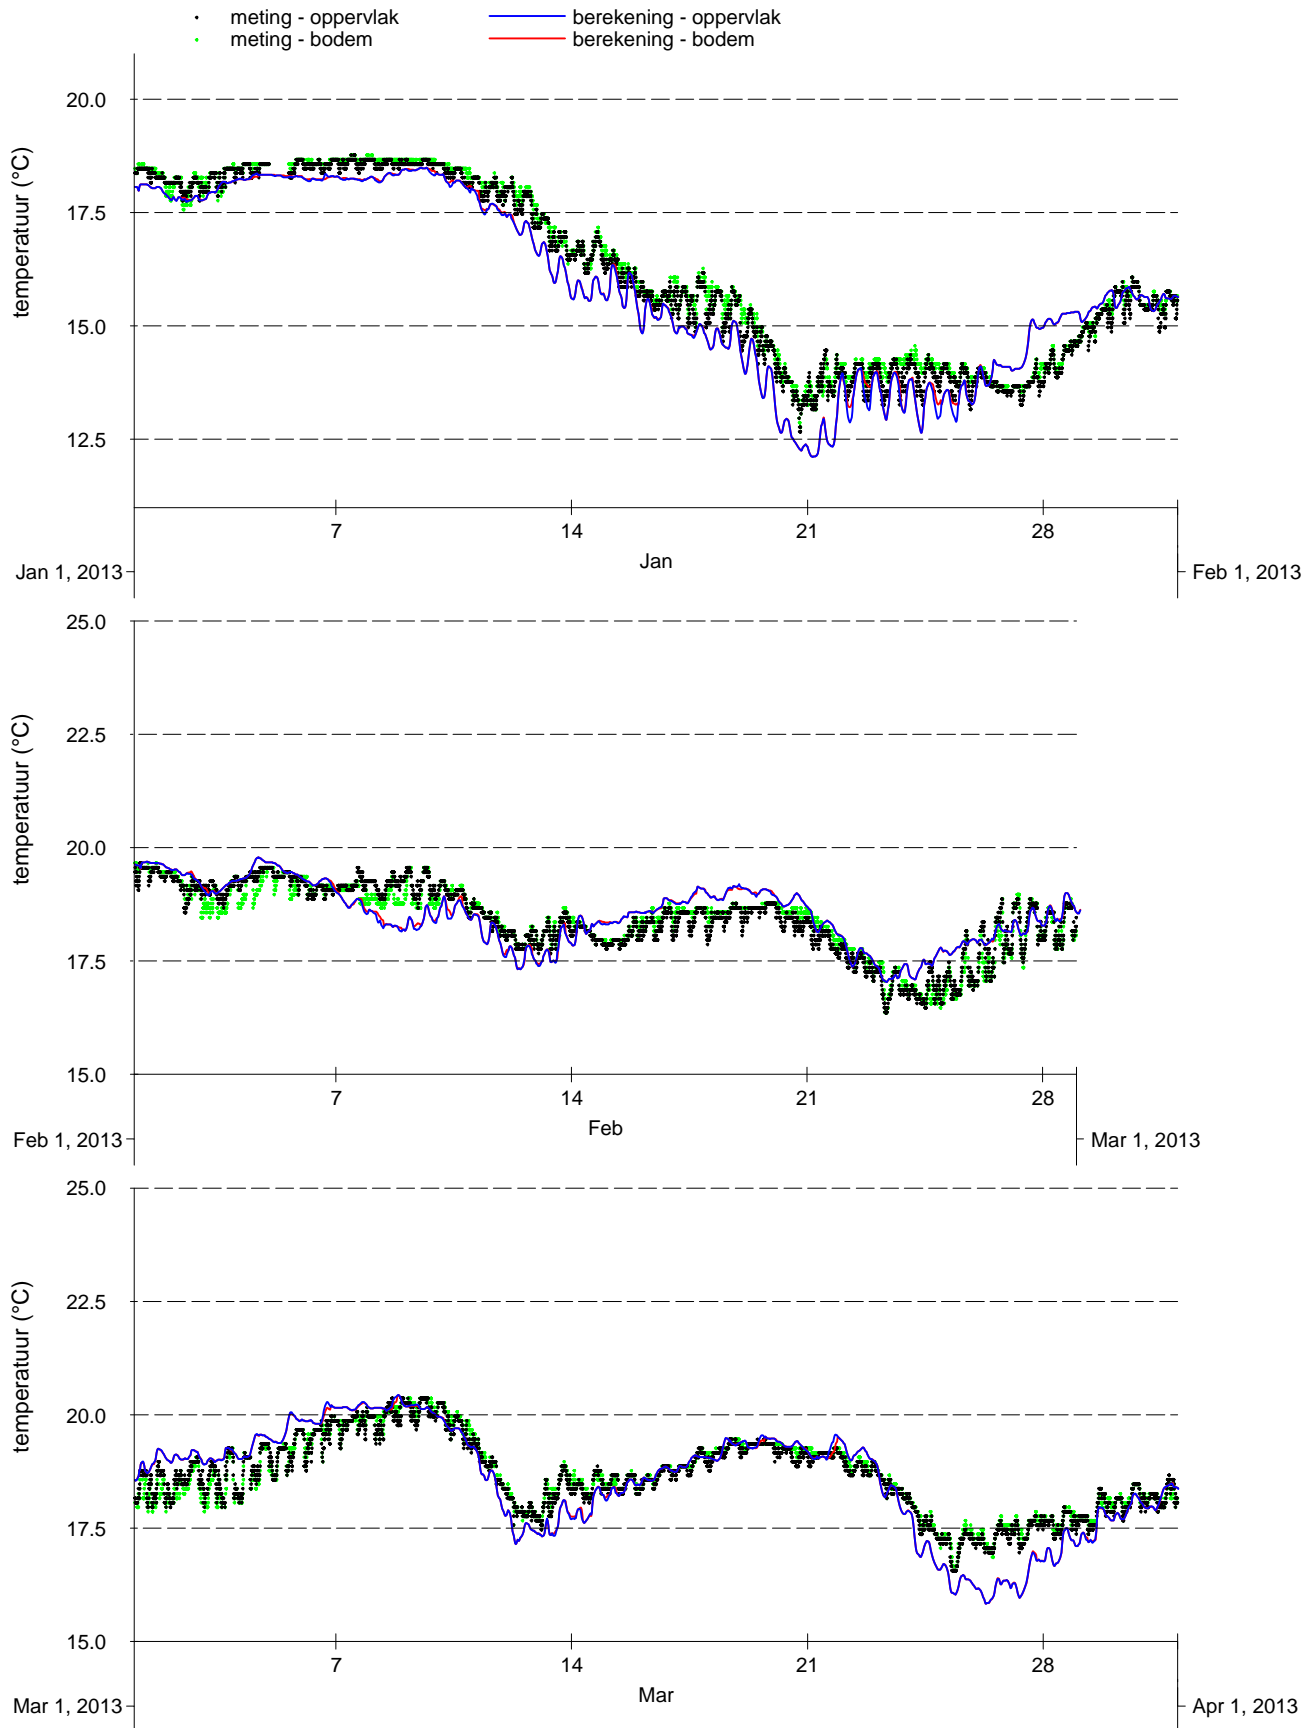 meting - oppervlak berekening - oppervlak
meting - bodem berekening - bodem
temperatuur (°C)
20.0
17.5
15.0
12.5
7 14 21 28
Jan
Jan 1, 2013 Feb 1, 2013
temperatuur (°C)
25.0
22.5
20.0
17.5
15.0
7 14 21 28
Feb
Feb 1, 2013 Mar 1, 2013
temperatuur (°C)
25.0
22.5
20.0
17.5
15.0
7 14 21 28
Mar
Mar 1, 2013 Apr 1, 2013